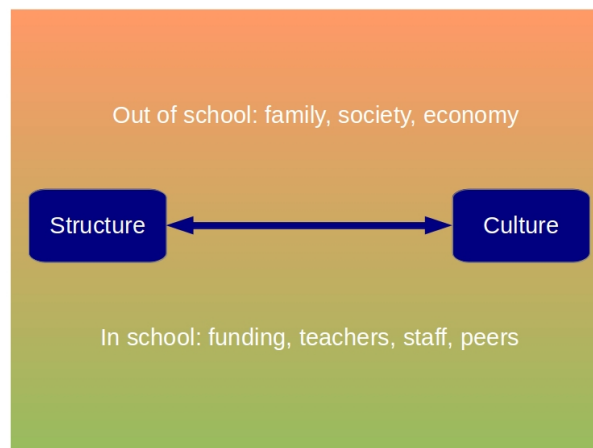 Out of school: family, society, economy
Structure
Culture
In school: funding, teachers, staff, peers